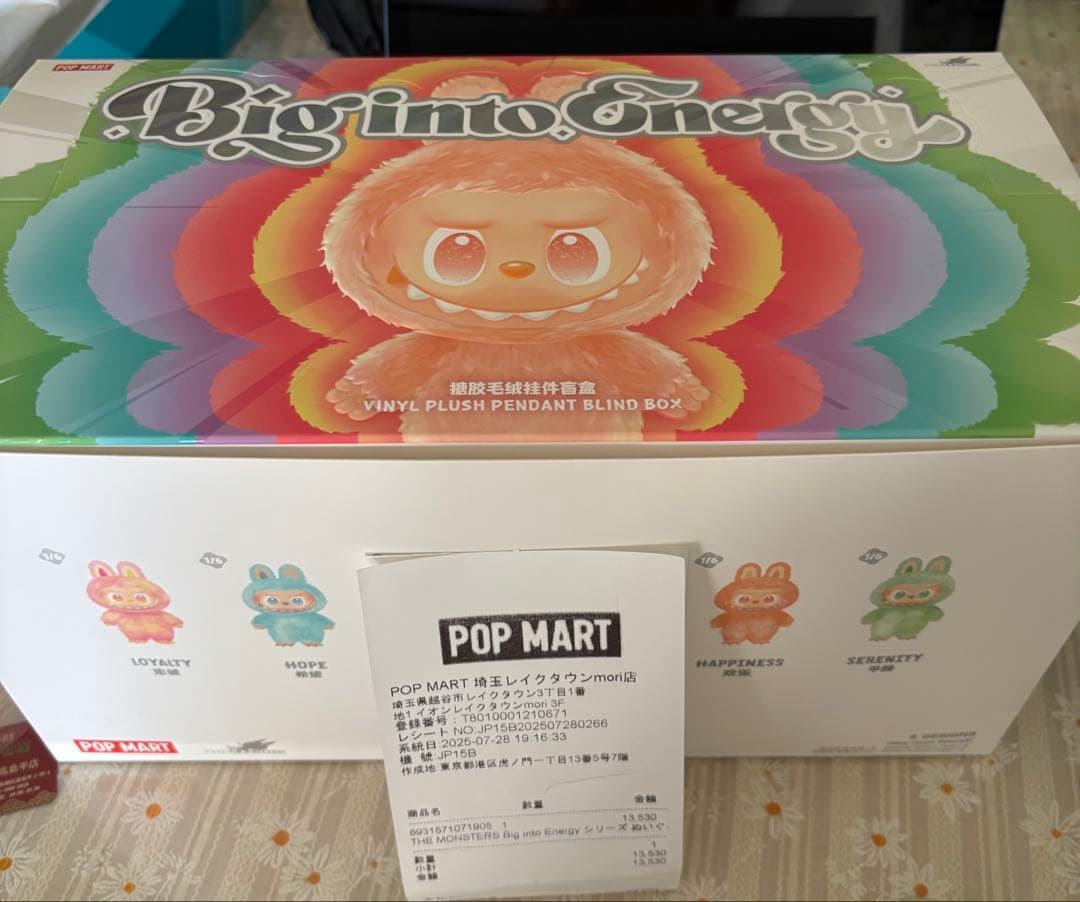 POP MART
Big into Energy
搪胶毛绒挂件盲盒
VINYL PLUSH PENDANT BLIND BOX
1/6
1/6
1/6
1/6
LOYALTY
忠诚
HOPE
希望
HAPPINESS
欢乐
SERENITY
平静
POP MART
6 DESIGNS
POP MART
POP MART 埼玉レイクタウンmori店
埼玉県越谷市レイクタウン3丁目1番
地1 イオンレイクタウンmori 3F
登録番号：T8010001210671
レシート NO:JP15B202507280266
系統日:2025-07-28 19:16:33
機 號:JP15B
作成地:東京都港区虎ノ門一丁目13番5号7階
商品名 数量 金額
6931571071905 1 13,530
THE MONSTERS Big into Energy シリーズ ぬいぐ
数量 1
小計 13,530
金額 13,530